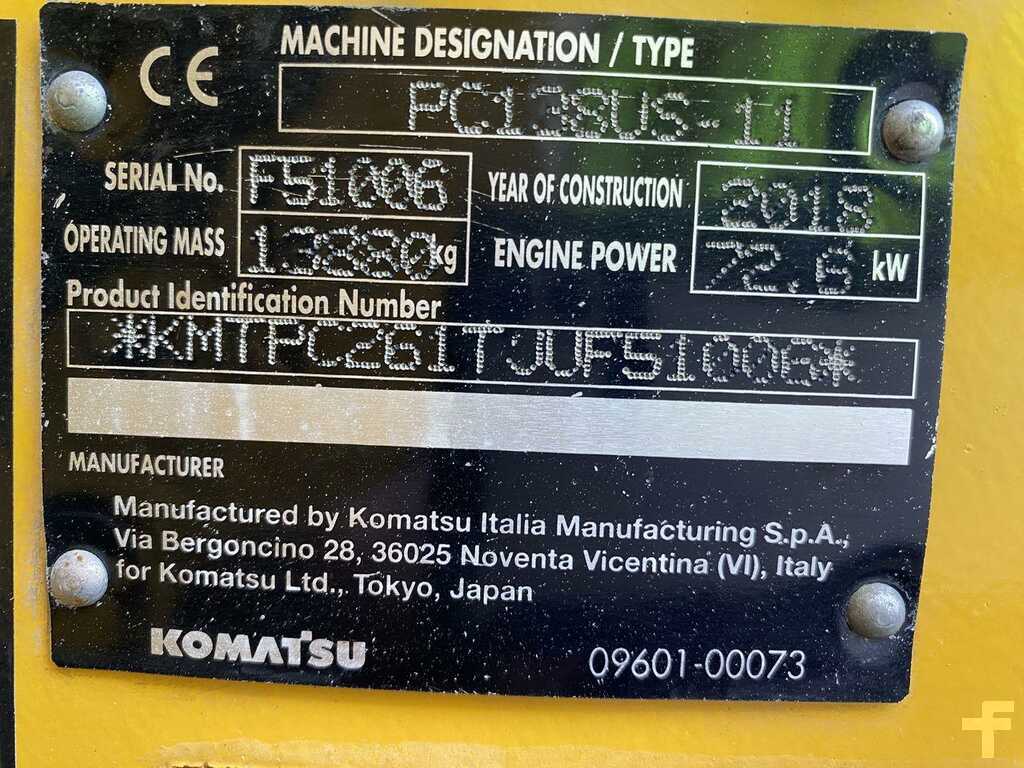 CE
MACHINE DESIGNATION / TYPE
PC138US-11
SERIAL No. F51006
YEAR OF CONSTRUCTION 2018
OPERATING MASS 13880 kg
ENGINE POWER 72.6 kW
Product Identification Number
*KMTPC261TJUF51006*
MANUFACTURER
Manufactured by Komatsu Italia Manufacturing S.p.A.,
Via Bergoncino 28, 36025 Noventa Vicentina (VI), Italy
for Komatsu Ltd., Tokyo, Japan
KOMATSU
09601-00073